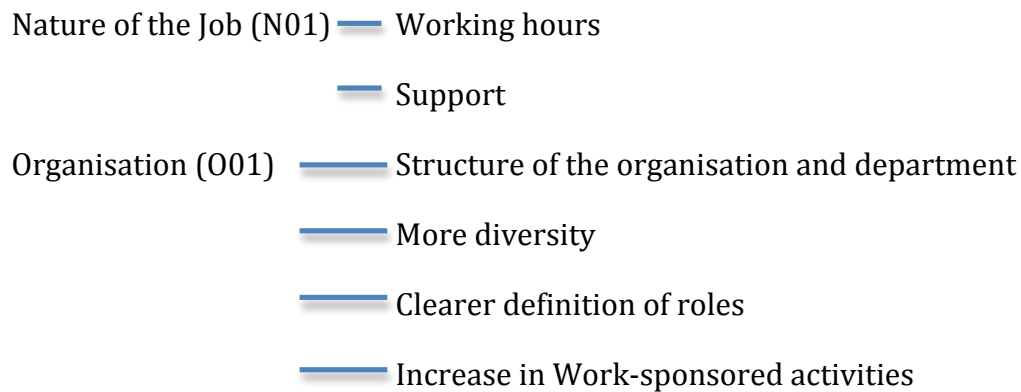 Nature of the Job (N01) Working hours
Support
Organisation (O01) Structure of the organisation and department
More diversity
Clearer definition of roles
Increase in Work-sponsored activities